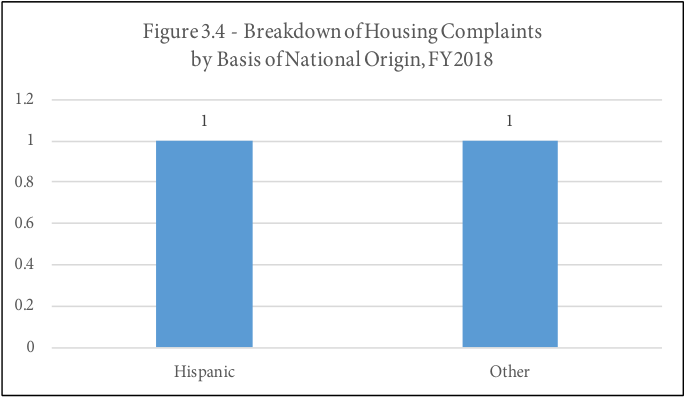 Figure 3.4 - Breakdown of Housing Complaints
by Basis of National Origin, FY2018
1.2
1
0.8
0.6
0.4
0.2
0
1
1
Hispanic
Other